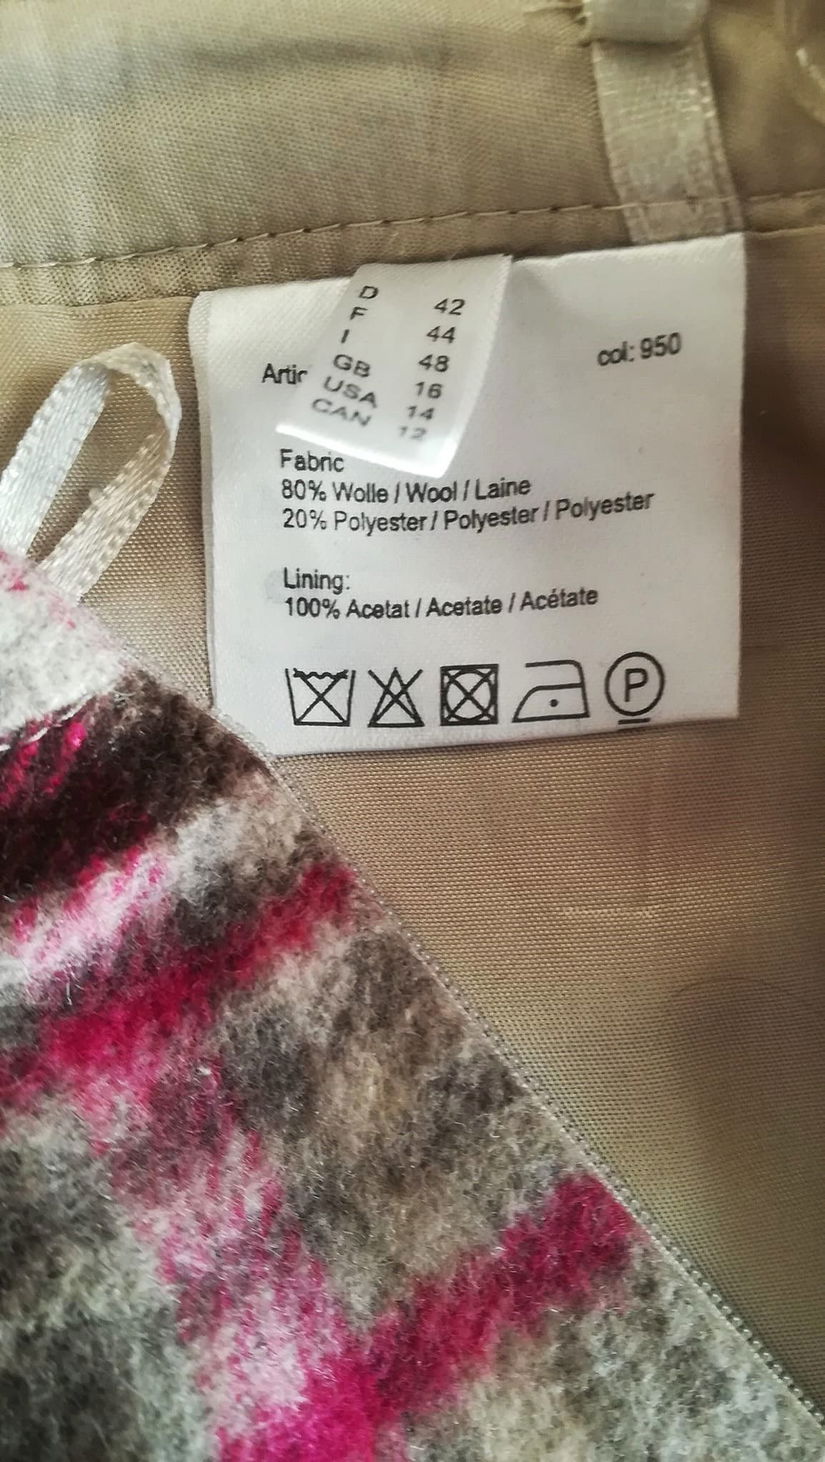 D 42
F 44
I 48
GB 16
USA 14
CAN 12
col: 950
Fabric
80% Wolle / Wool / Laine
20% Polyester / Polyester / Polyester
Lining:
100% Acetat / Acetate / Acétate
P